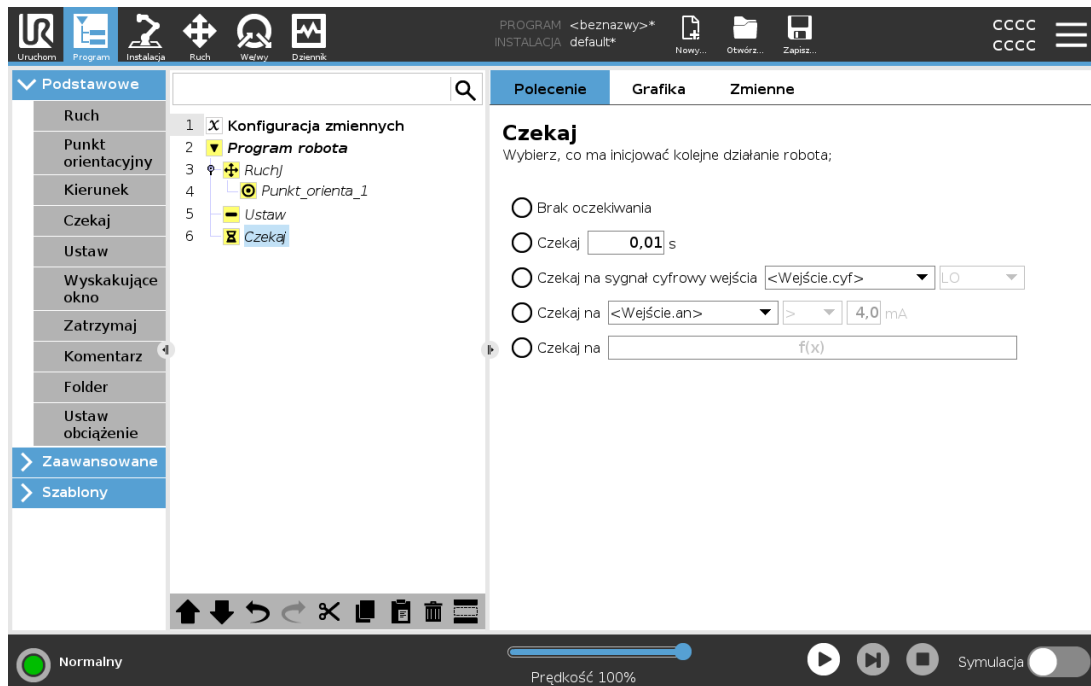 PROGRAM <beznazwy>*
INSTALACJA default*
Uruchom Program Instalacja Ruch We/wy Dziennik Nowy... Otwórz... Zapisz...
CCCC
CCCC
Podstawowe
Ruch
Punkt
orientacyjny
Kierunek
Czekaj
Ustaw
Wyskakujące
okno
Zatrzymaj
Komentarz
Folder
Ustaw
obciążenie
Zaawansowane
Szablony
1 X Konfiguracja zmiennych
2 Program robota
3 RuchJ
4 Punkt_orienta_1
5 Ustaw
6 Czekaj
Polecenie Grafika Zmienne
Czekaj
Wybierz, co ma inicjować kolejne działanie robota;
Brak oczekiwania
Czekaj 0,01 s
Czekaj na sygnał cyfrowy wejścia <Wejście.cyf> LO
Czekaj na <Wejście.an> > 4,0 mA
Czekaj na f(x)
Normalny
Prędkość 100%
Symulacja